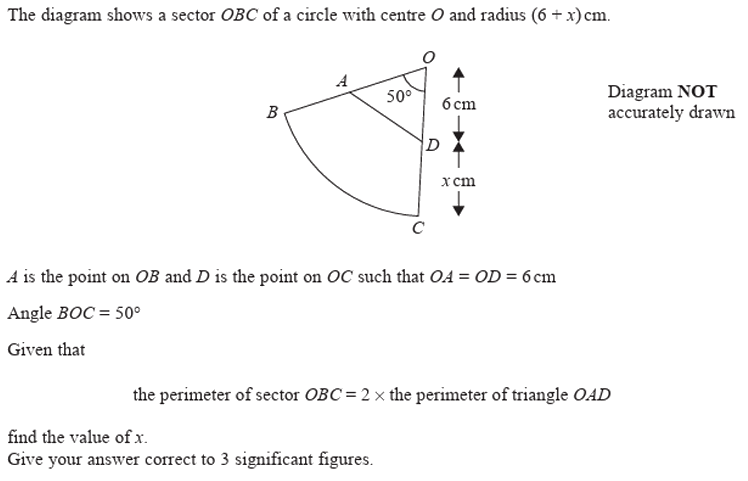 The diagram shows a sector OBC of a circle with centre O and radius (6 + x) cm.
O
A
50°
6 cm
Diagram NOT
accurately drawn
B
D
x cm
C
A is the point on OB and D is the point on OC such that OA = OD = 6 cm
Angle BOC = 50°
Given that
the perimeter of sector OBC = 2 × the perimeter of triangle OAD
find the value of x.
Give your answer correct to 3 significant figures.